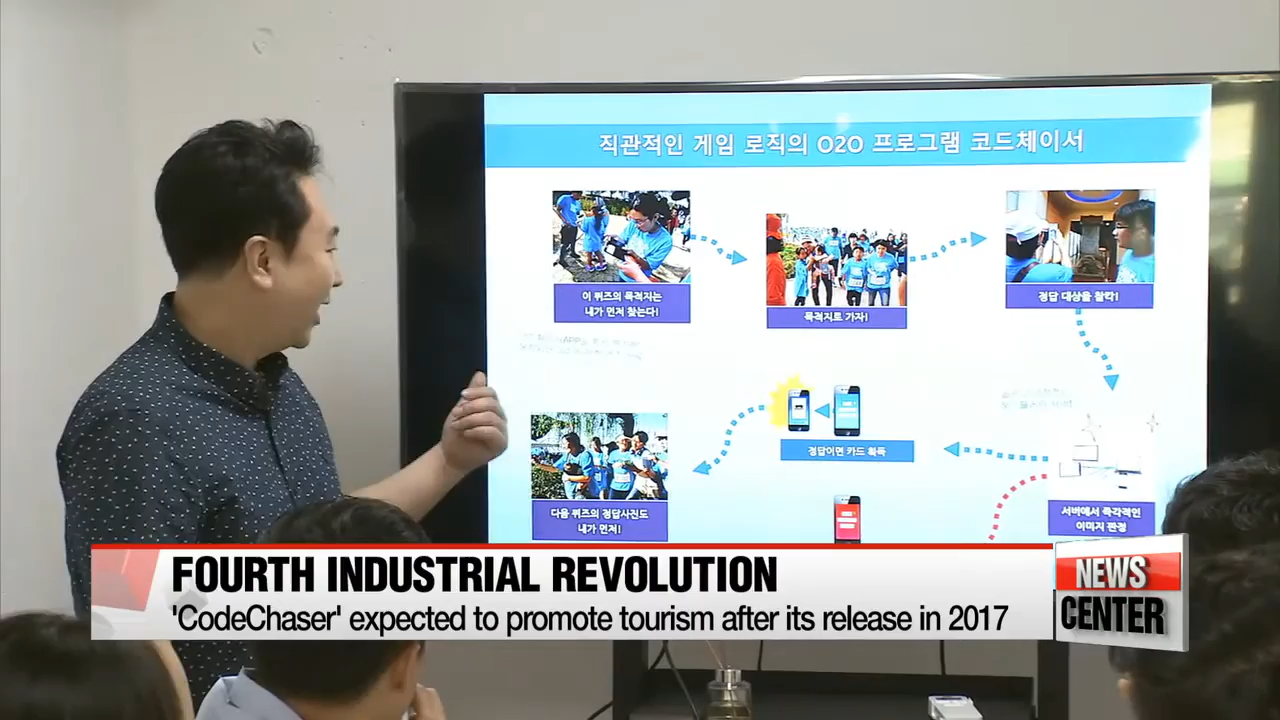 직관적인 게임 로직의 O2O 프로그램 코드체이서
이 퀴즈의 목적지는
내가 먼저 찾는다!
목적지로 가자!
정답 대상을 찰칵!
정답이면 카드 획득
다음 퀴즈의 정답사진도
내가 먼저!
서버에서 즉각적인
이미지 판정
FOURTH INDUSTRIAL REVOLUTION
'CodeChaser' expected to promote tourism after its release in 2017
NEWS
CENTER